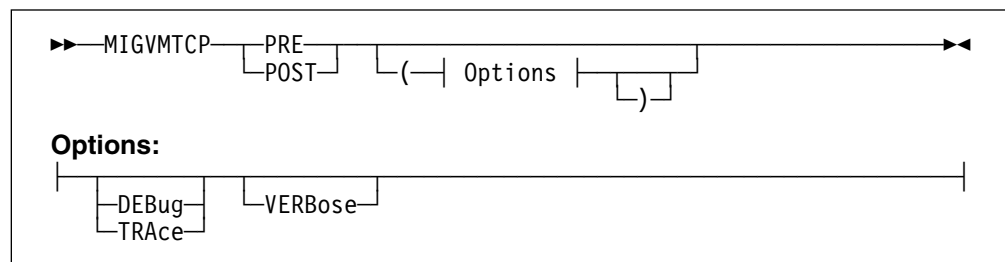 MIGVMTCP PRE
POST ( Options
)
Options:
DEBug VERBose
TRAce